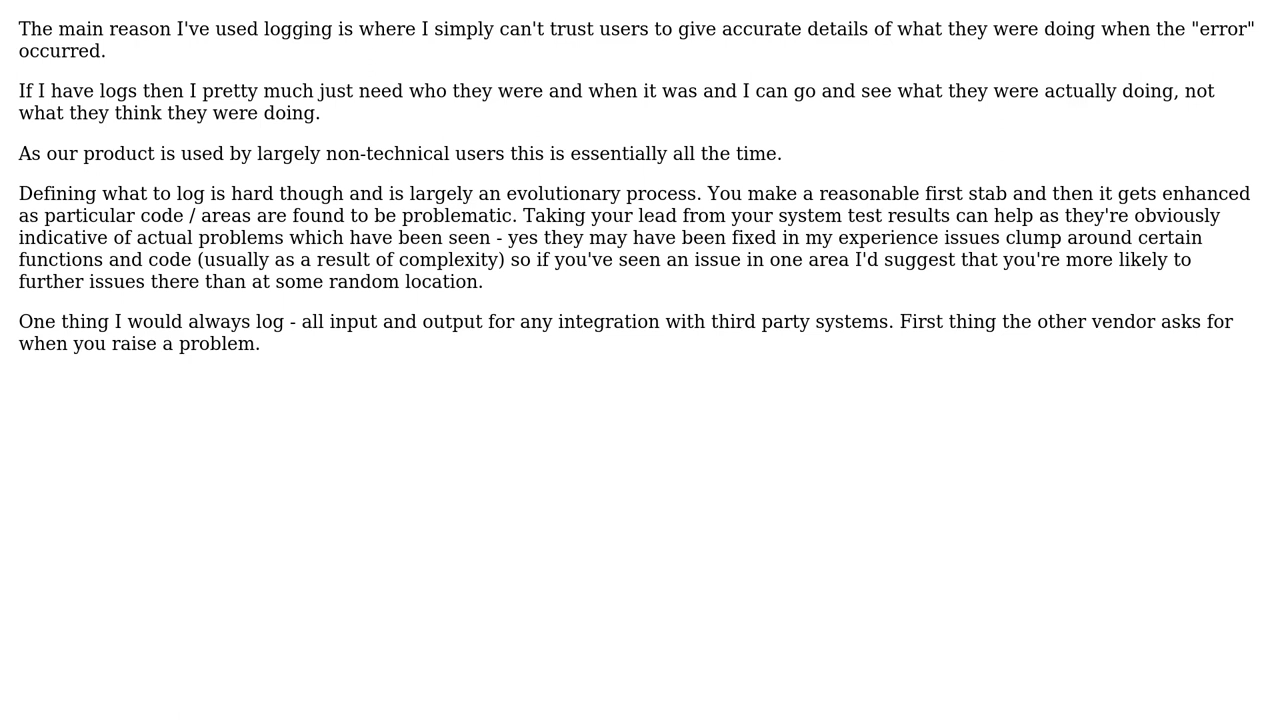 The main reason I've used logging is where I simply can't trust users to give accurate details of what they were doing when the "error"
occurred.
If I have logs then I pretty much just need who they were and when it was and I can go and see what they were actually doing, not
what they think they were doing.
As our product is used by largely non-technical users this is essentially all the time.
Defining what to log is hard though and is largely an evolutionary process. You make a reasonable first stab and then it gets enhanced
as particular code / areas are found to be problematic. Taking your lead from your system test results can help as they're obviously
indicative of actual problems which have been seen - yes they may have been fixed in my experience issues clump around certain
functions and code (usually as a result of complexity) so if you've seen an issue in one area I'd suggest that you're more likely to
further issues there than at some random location.
One thing I would always log - all input and output for any integration with third party systems. First thing the other vendor asks for
when you raise a problem.